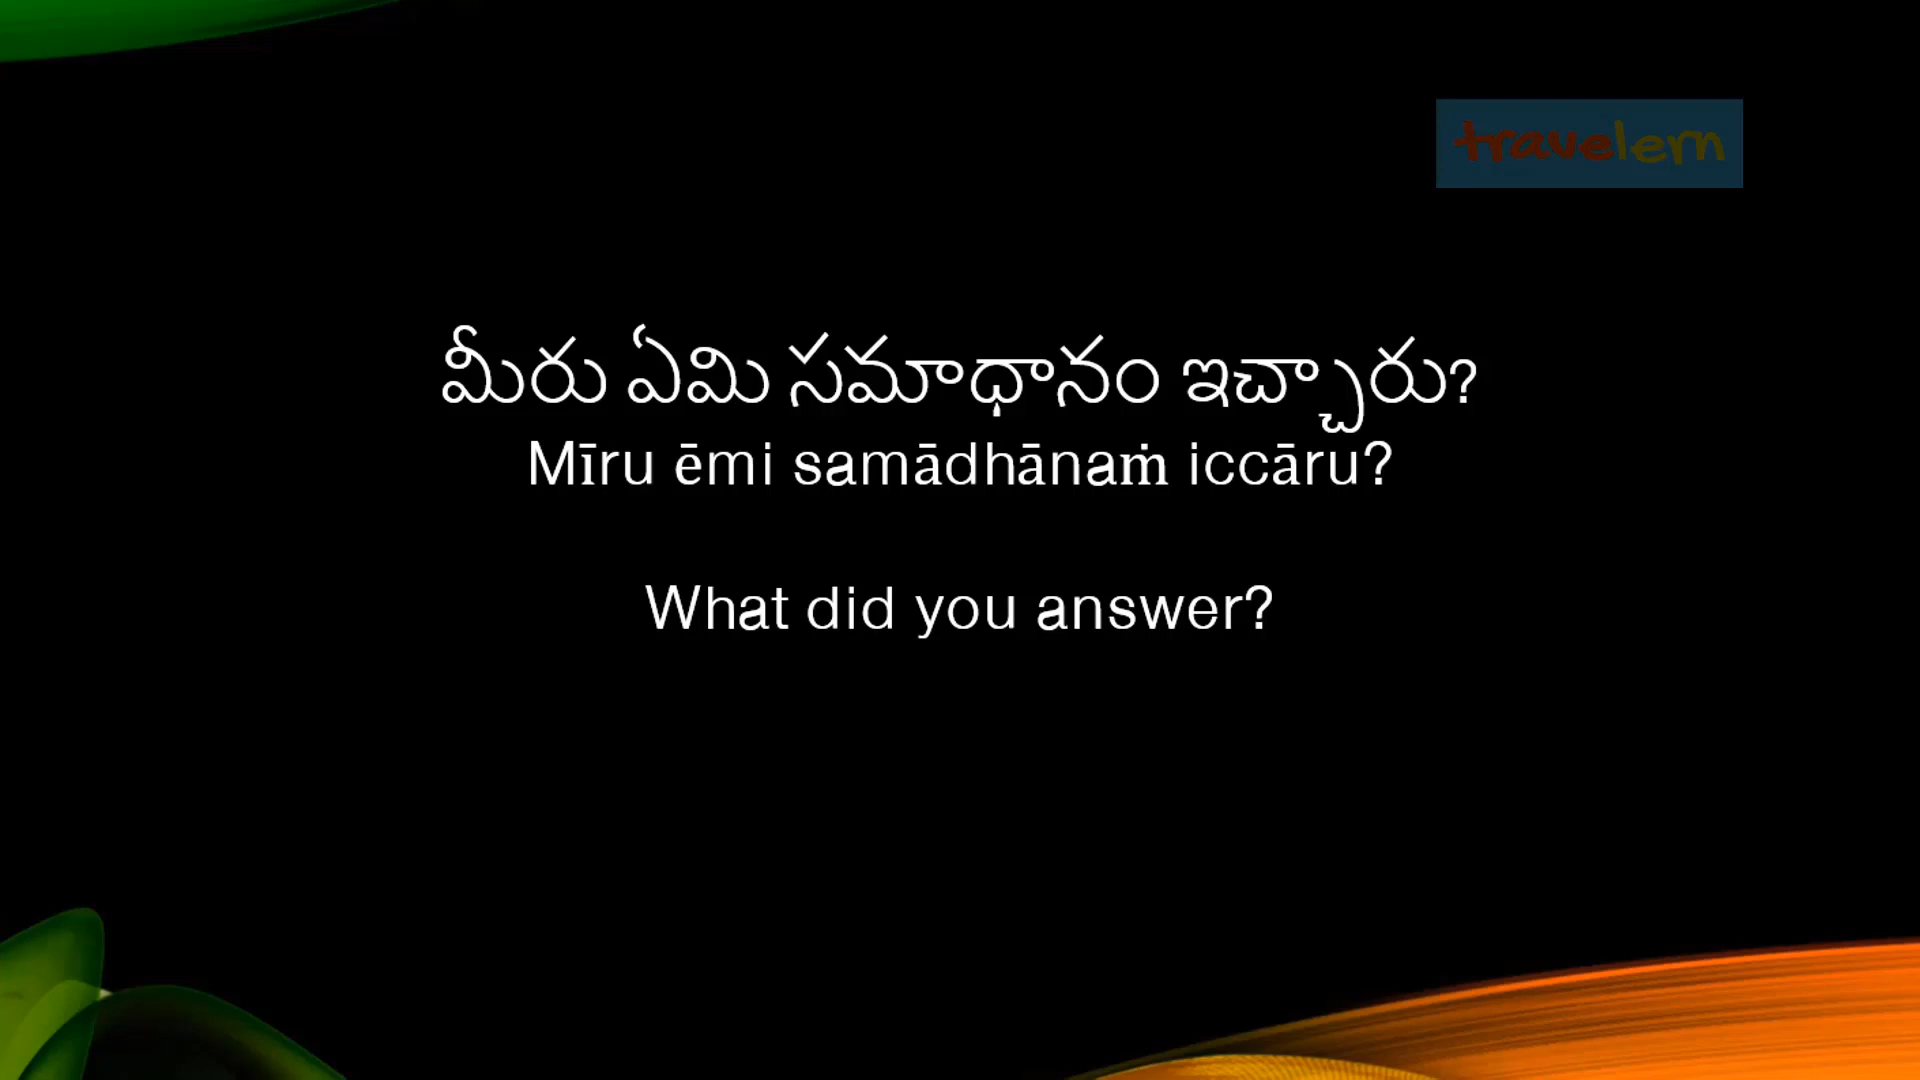 travelern
మీరు ఏమి సమాధానం ఇచ్చారు?
Mīru ēmi samādhānaṁ iccāru?
What did you answer?